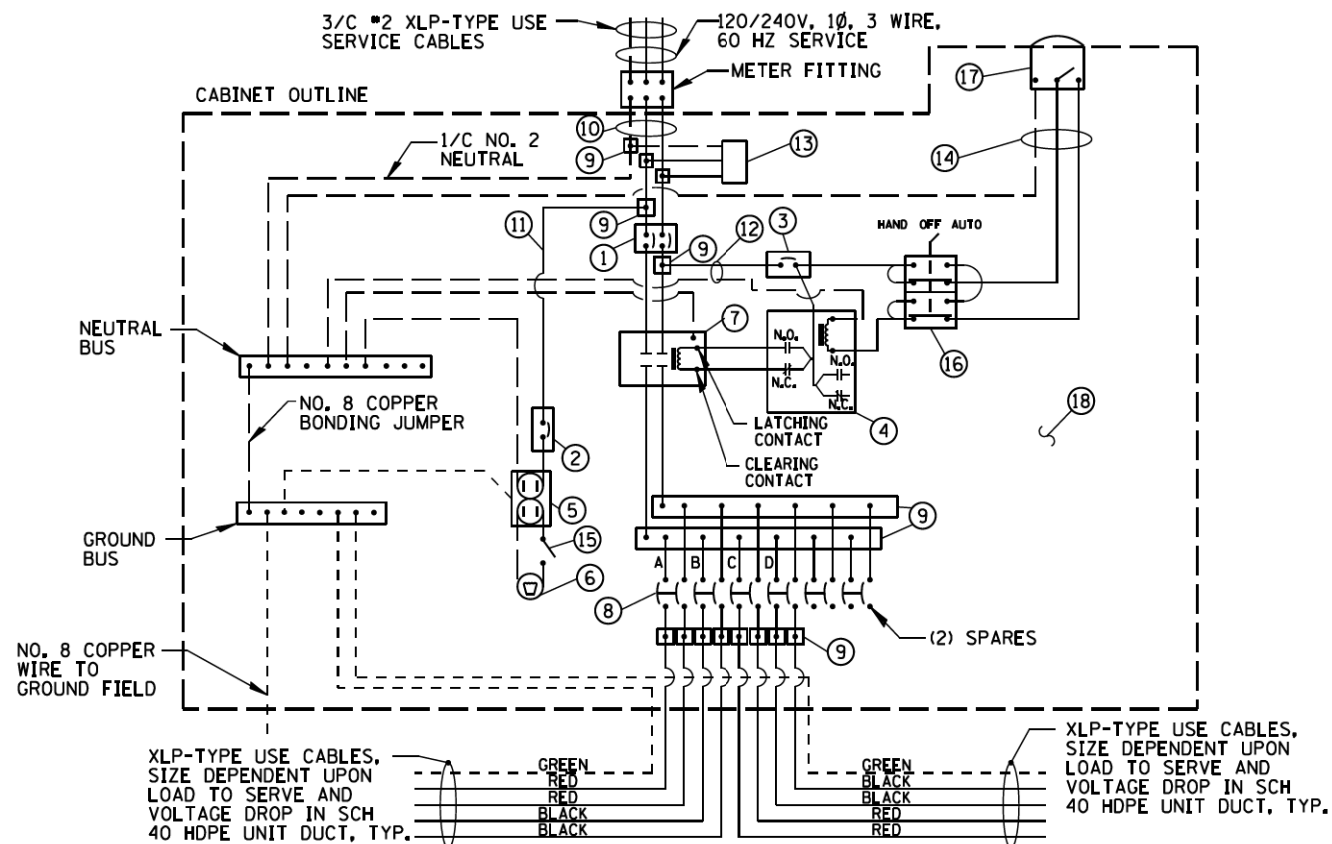 3/C #2 XLP-TYPE USE
SERVICE CABLES
120/240V, 1Ø, 3 WIRE,
60 HZ SERVICE
METER FITTING
CABINET OUTLINE
17
10
1/C NO. 2
NEUTRAL
9
13
14
11
9
12
3
HAND OFF AUTO
1
9
NEUTRAL
BUS
7
N.O.
N.C.
N.O.
N.C.
16
NO. 8 COPPER
BONDING JUMPER
LATCHING
CONTACT
4
18
2
CLEARING
CONTACT
5
9
GROUND
BUS
15
A B C D
6
8
(2) SPARES
9
NO. 8 COPPER
WIRE TO
GROUND FIELD
XLP-TYPE USE CABLES,
SIZE DEPENDENT UPON
LOAD TO SERVE AND
VOLTAGE DROP IN SCH
40 HDPE UNIT DUCT, TYP.
GREEN
RED
RED
BLACK
BLACK
GREEN
BLACK
BLACK
RED
RED
XLP-TYPE USE CABLES,
SIZE DEPENDENT UPON
LOAD TO SERVE AND
VOLTAGE DROP IN SCH
40 HDPE UNIT DUCT, TYP.